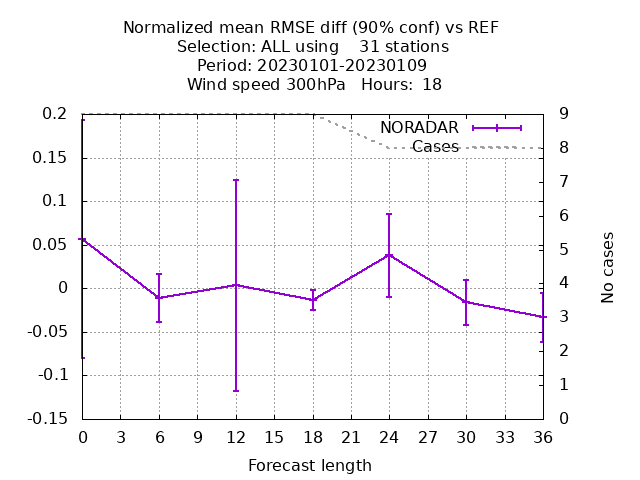 Normalized mean RMSE diff (90% conf) vs REF
Selection: ALL using    31 stations
Period: 20230101-20230109
Wind speed 300hPa   Hours:  18
0.2
0.15
0.1
0.05
0
-0.05
-0.1
-0.15
NORADAR
Cases
9
8
7
6
5
4
3
2
1
0
No cases
0 3 6 9 12 15 18 21 24 27 30 33 36
Forecast length